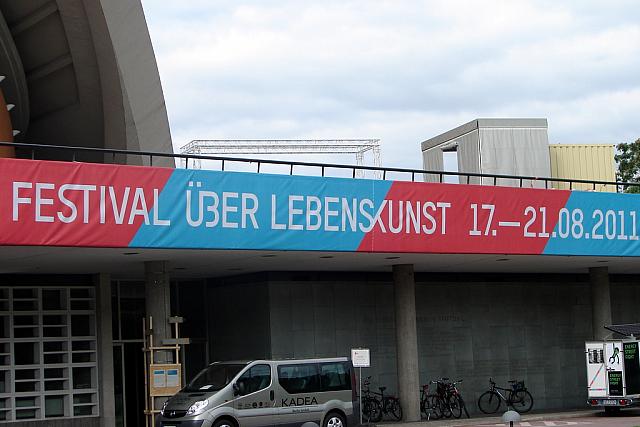 FESTIVAL ÜBER LEBENSKUNST 17.—21.08.2011
KADEA